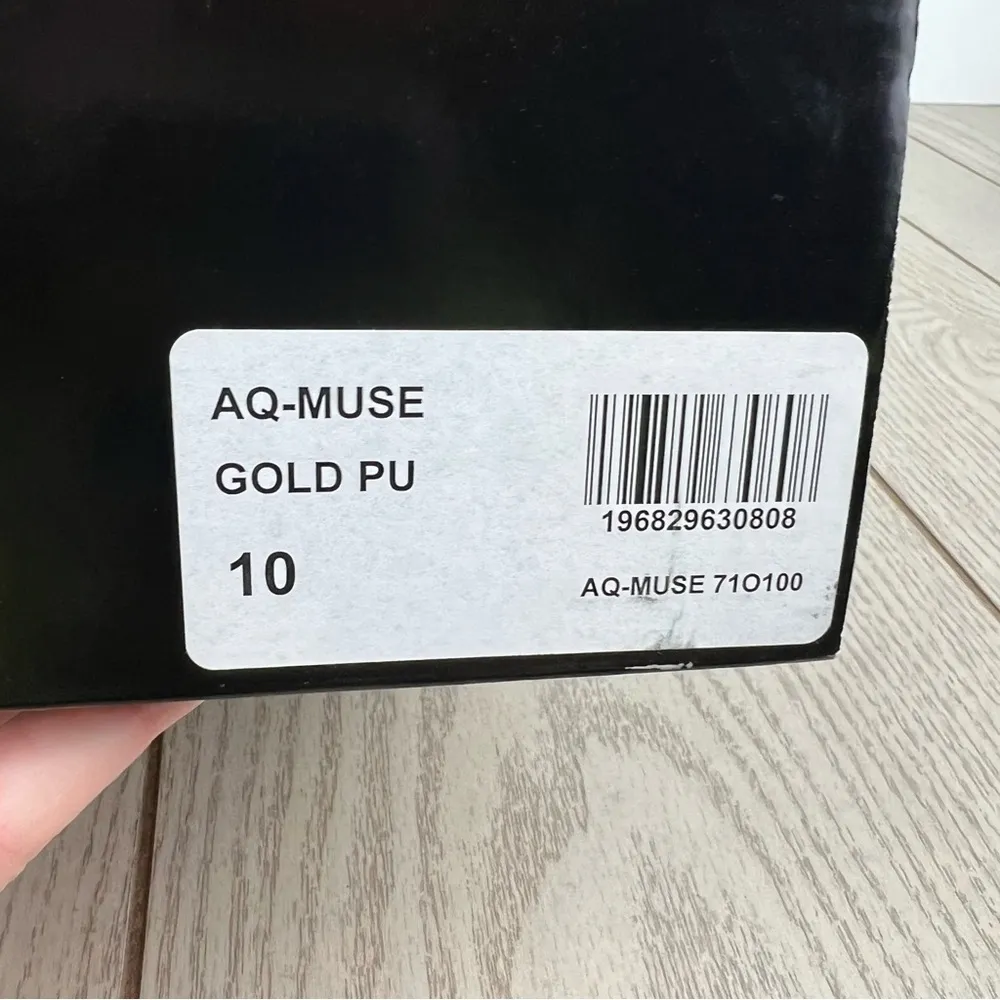 AQ-MUSE
GOLD PU
10
196829630808
AQ-MUSE 71O100